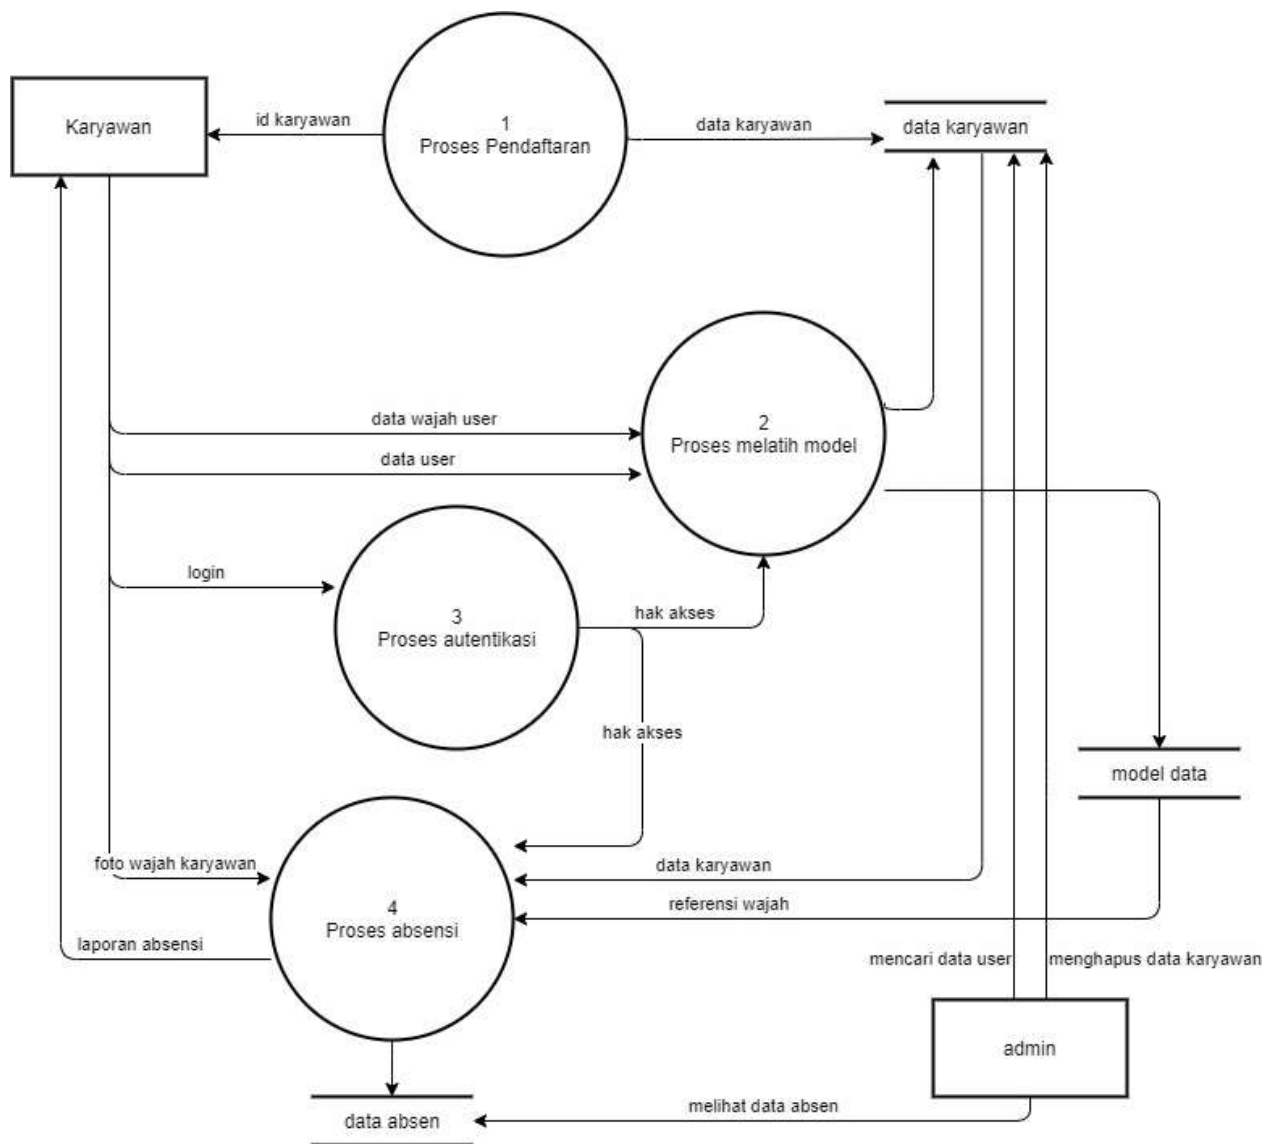 Karyawan
id karyawan
1
Proses Pendaftaran
data karyawan
data karyawan
data wajah user
2
Proses melatih model
data user
login
3
Proses autentikasi
hak akses
hak akses
model data
foto wajah karyawan
data karyawan
referensi wajah
4
Proses absensi
laporan absensi
mencari data user
menghapus data karyawan
admin
melihat data absen
data absen